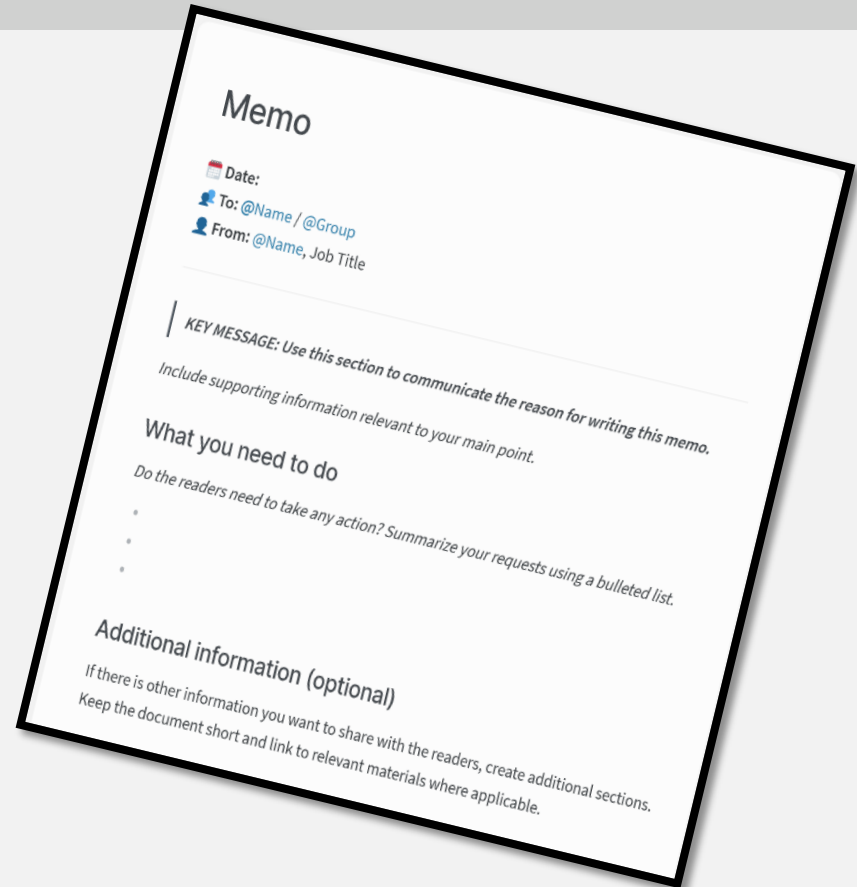 Memo
Date:
To: @Name / @Group
From: @Name, Job Title
KEY MESSAGE: Use this section to communicate the reason for writing this memo.
Include supporting information relevant to your main point.
What you need to do
Do the readers need to take any action? Summarize your requests using a bulleted list.
Additional information (optional)
If there is other information you want to share with the readers, create additional sections.
Keep the document short and link to relevant materials where applicable.